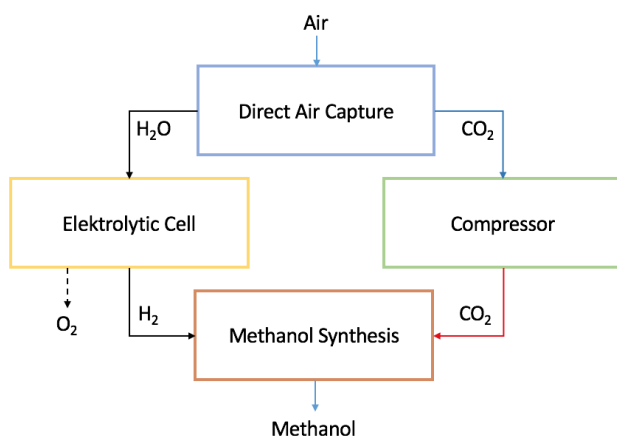 Air
Direct Air Capture
H₂O
CO₂
Elektrolytic Cell
Compressor
O₂
H₂
Methanol Synthesis
CO₂
Methanol